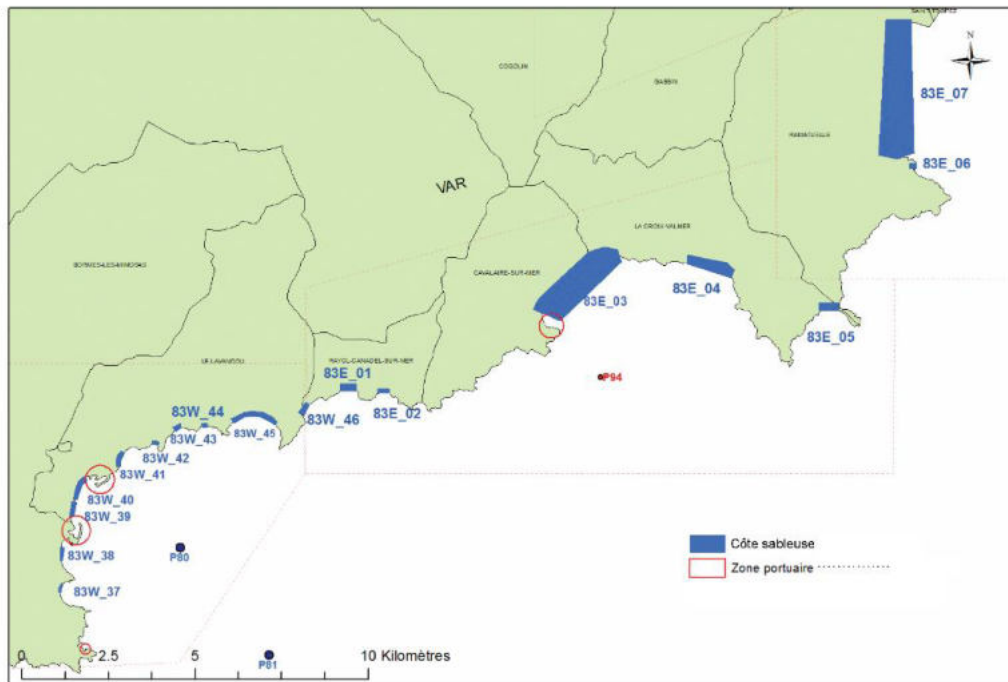 SAINT-TROPEZ
N
COGOLIN
GASSIN
83E_07
RAMATUELLE
83E_06
VAR
LA CROIX-VALMER
BORMES-LES-MIMOSAS
CAVALAIRE-SUR-MER
83E_04
83E_03
83E_05
LE LAVANDOU
RAYOL-CANADEL-SUR-MER
83E_01
P94
83W_44
83W_46
83E_02
83W_43
83W_45
83W_42
83W_41
83W_40
83W_39
Côte sableuse
83W_38
P80
Zone portuaire
83W_37
0
2.5
5
10 Kilomètres
P81